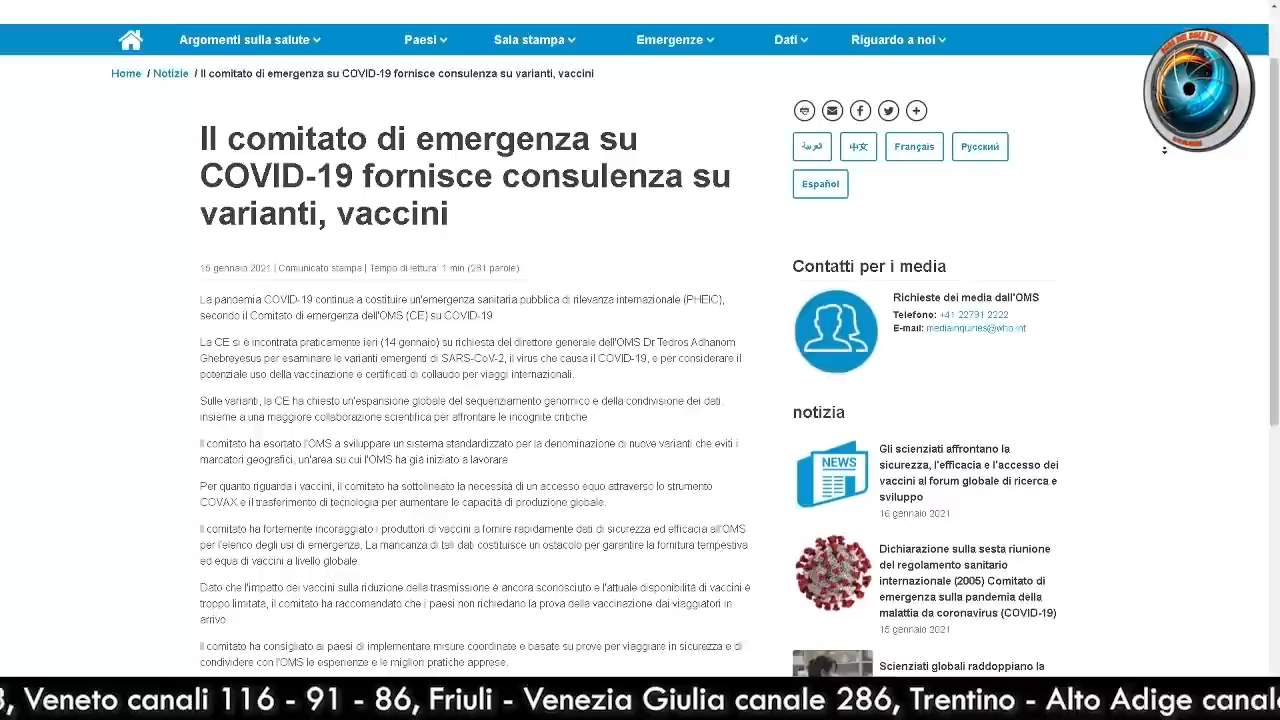 Argomenti sulla salute
Paesi
Sala stampa
Emergenze
Dati
Riguardo a noi
Home / Notizie / Il comitato di emergenza su COVID-19 fornisce consulenza su varianti, vaccini
Il comitato di emergenza su
COVID-19 fornisce consulenza su
varianti, vaccini
15 gennaio 2021 | Comunicato stampa | Tempo di lettura: 1 min (281 parole)
La pandemia COVID-19 continua a costituire un'emergenza sanitaria pubblica di rilevanza internazionale (PHEIC),
secondo il Comitato di emergenza dell'OMS (CE) su COVID-19
La CE si è incontrata unicamente ieri (14 gennaio) su richiesta del direttore generale dell'OMS Dr Tedros Adhanom
Ghebreyesus per esaminare le varianti emergenti di SARS-CoV-2, il virus che causa il COVID-19, e per considerare il
potenziale uso della vaccinazione e certificati di collaudo per viaggi internazionali.
Sulle varianti, la CE ha chiesto un'espansione globale del sequenziamento genomico e della condivisione dei dati,
insieme a una maggiore collaborazione scientifica per affrontare le incognite critiche
Il comitato ha esortato l'OMS a sviluppare un sistema standardizzato per la denominazione di nuove varianti che eviti i
marcatori geografici, un'area su cui l'OMS ha già iniziato a lavorare
Per quanto riguarda i vaccini, il comitato ha sottolineato la necessità di un accesso equo attraverso lo strumento
COVAX e il trasferimento di tecnologia per aumentare le capacità di produzione globale.
Il comitato ha fortemente incoraggiato i produttori di vaccini a fornire rapidamente dati di sicurezza ed efficacia all'OMS
per l'elenco degli usi di emergenza. La mancanza di tali dati costituisce un ostacolo per garantire la fornitura tempestiva
ed equa di vaccini a livello globale
Dato che l'impatto dei vaccini sulla riduzione della trasmissione è ancora sconosciuto e l'attuale disponibilità di vaccini è
troppo limitata, il comitato ha raccomandato che i paesi non richiedano la prova della vaccinazione dai viaggiatori in
arrivo.
Il comitato ha consigliato ai paesi di implementare misure coordinate e basate su prove per viaggiare in sicurezza e di
condividere con l'OMS le esperienze e le migliori pratiche apprese.
العربية
中文
Français
Русский
Español
Contatti per i media
Richieste dei media dall'OMS
Telefono: +41 22791 2222
E-mail: mediainquiries@who.int
notizia
NEWS
Gli scienziati affrontano la
sicurezza, l'efficacia e l'accesso dei
vaccini al forum globale di ricerca e
sviluppo
16 gennaio 2021
Dichiarazione sulla sesta riunione
del regolamento sanitario
internazionale (2005) Comitato di
emergenza sulla pandemia della
malattia da coronavirus (COVID-19)
15 gennaio 2021
Scienziati globali raddoppiano la
, Veneto canali 116 - 91 - 86, Friuli - Venezia Giulia canale 286, Trentino - Alto Adige canal